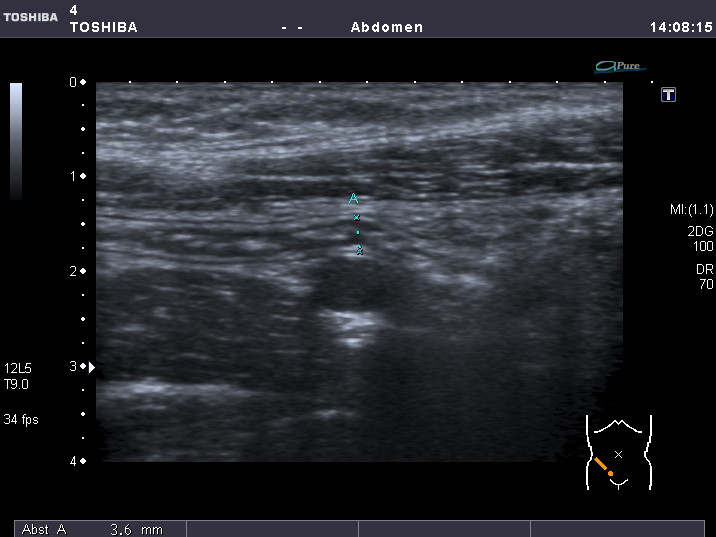 TOSHIBA
4
TOSHIBA - - Abdomen 14:08:15
aPure
T
0
1
A
2
3
4
MI:(1.1)
2DG
100
DR
70
12L5
T9.0
34 fps
Abst A 3.6 mm